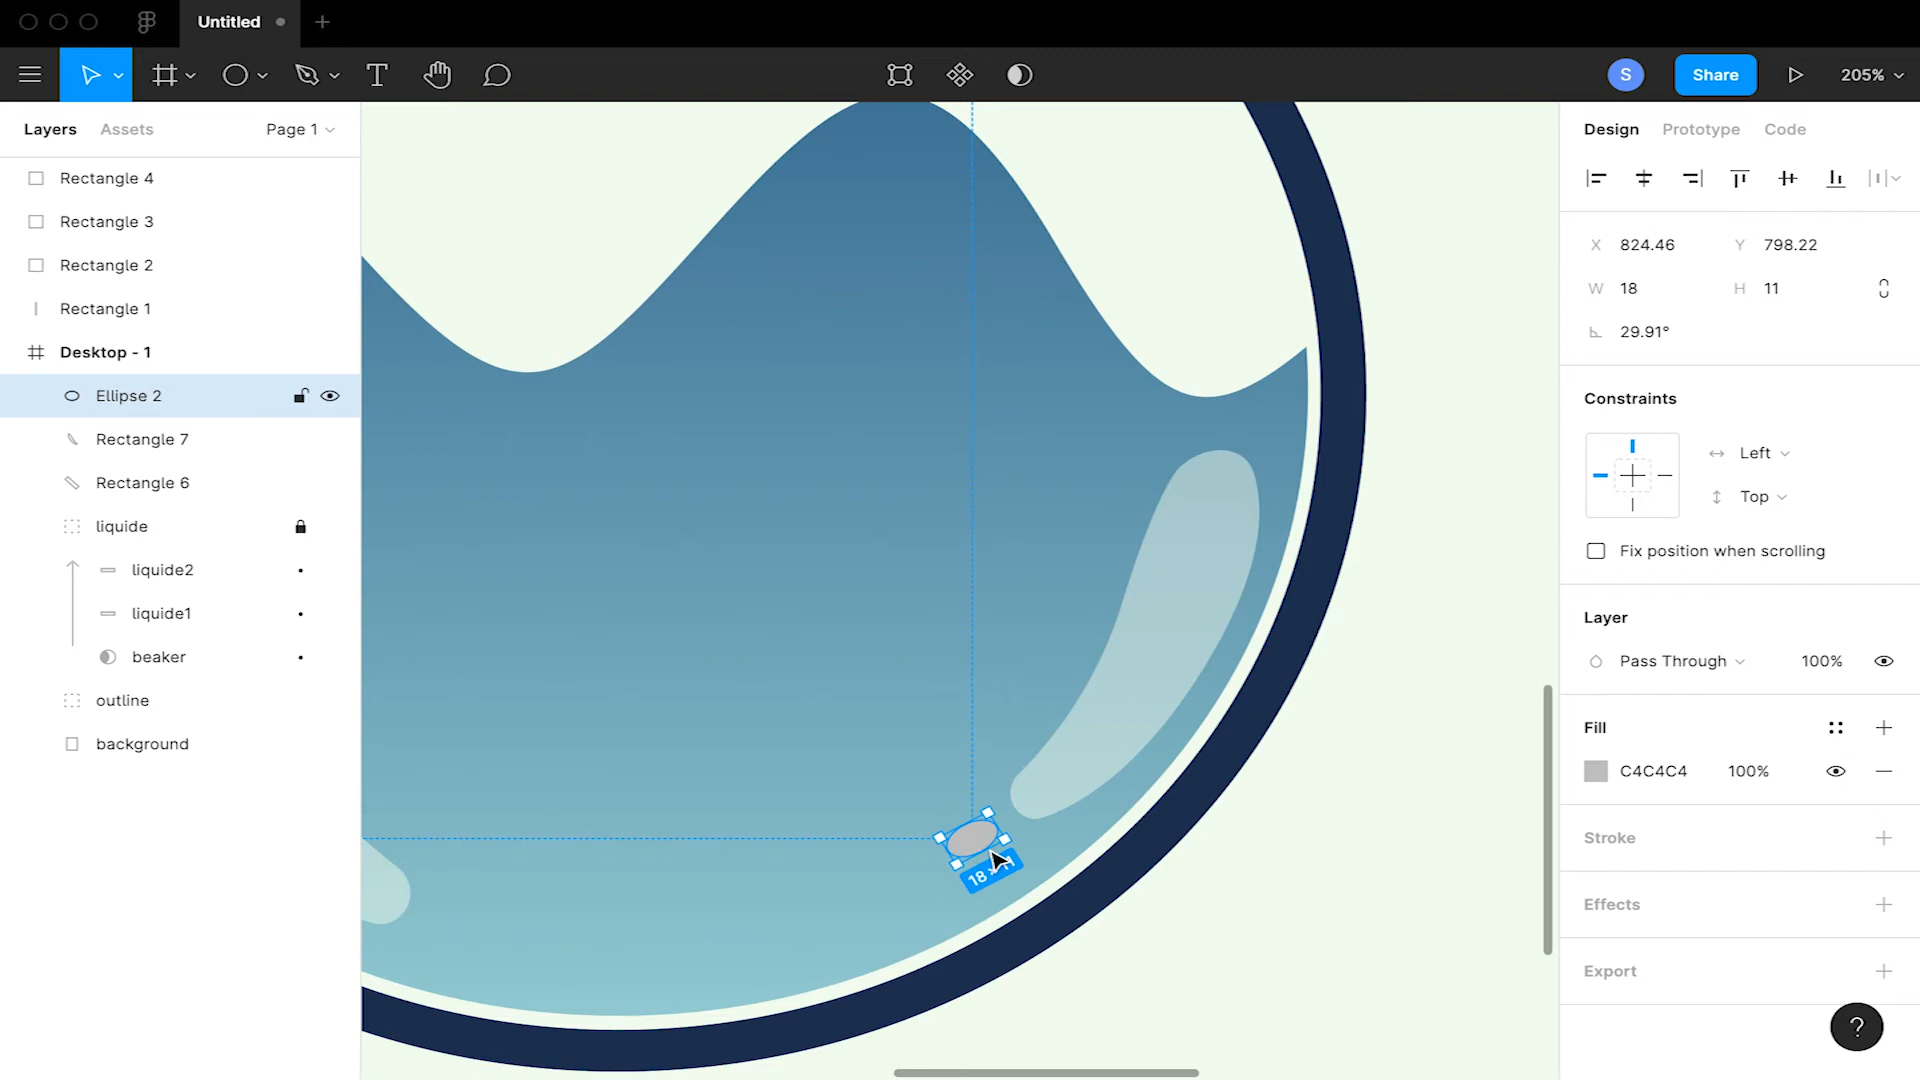 Untitled
Share
205%
Layers
Assets
Page 1
Design
Prototype
Code
Rectangle 4
Rectangle 3
Rectangle 2
Rectangle 1
Desktop - 1
Ellipse 2
Rectangle 7
Rectangle 6
liquide
liquide2
liquide1
beaker
outline
background
X 824.46 Y 798.22
W 18 H 11
29.91°
Constraints
Left
Top
Fix position when scrolling
Layer
Pass Through 100%
Fill
C4C4C4 100%
Stroke
Effects
Export
S
T
?